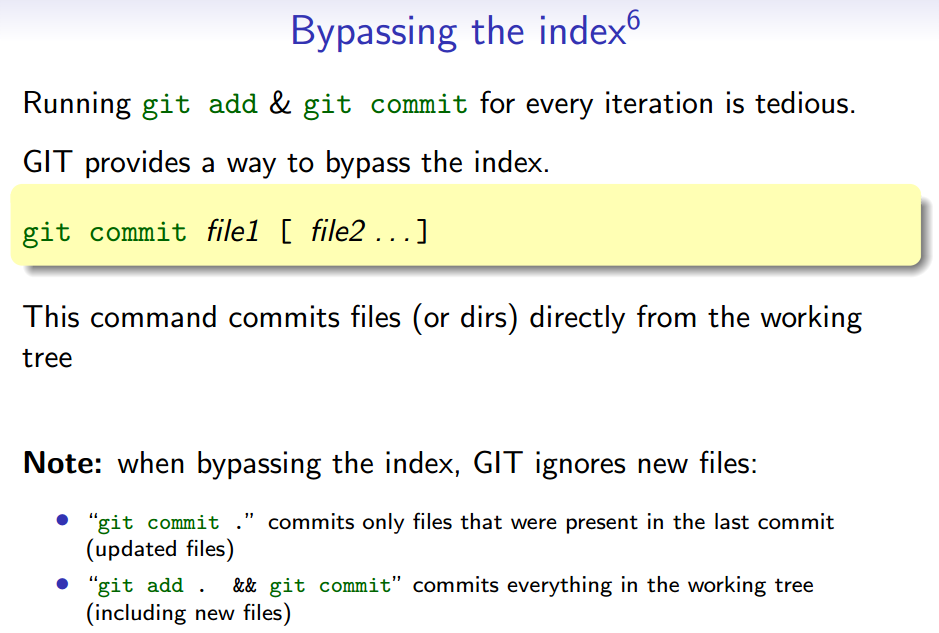 Bypassing the index6
Running git add & git commit for every iteration is tedious.
GIT provides a way to bypass the index.
git commit file1 [ file2 ...]
This command commits files (or dirs) directly from the working
tree
Note: when bypassing the index, GIT ignores new files:
• “git commit .” commits only files that were present in the last commit
(updated files)
• “git add . && git commit” commits everything in the working tree
(including new files)